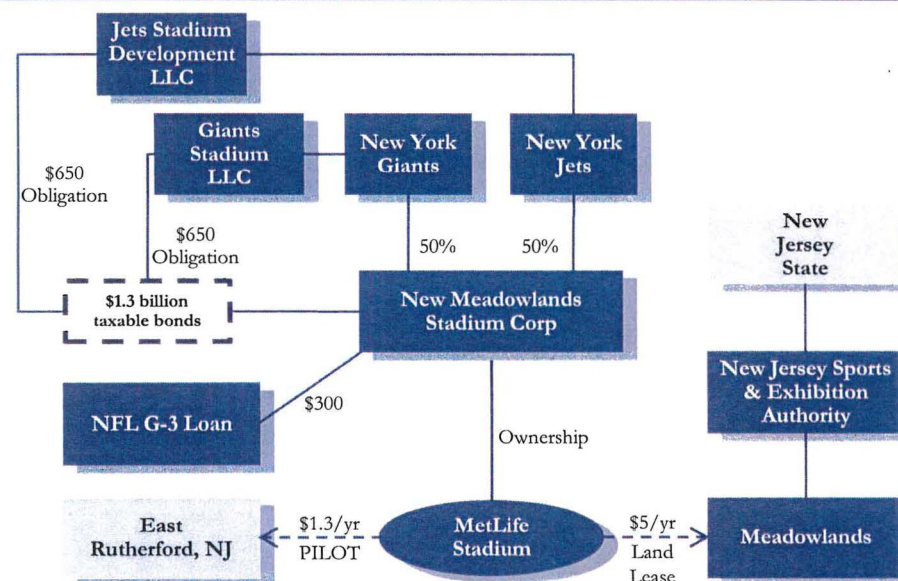 Jets Stadium
Development
LLC
Giants
Stadium
LLC
New York
Giants
New York
Jets
$650
Obligation
$650
Obligation
50%
50%
New
Jersey
State
$1.3 billion
taxable bonds
New Meadowlands
Stadium Corp
New Jersey Sports
& Exhibition
Authority
$300
NFL G-3 Loan
Ownership
East
Rutherford, NJ
$1.3/yr
PILOT
MetLife
Stadium
$5/yr
Land
Lease
Meadowlands